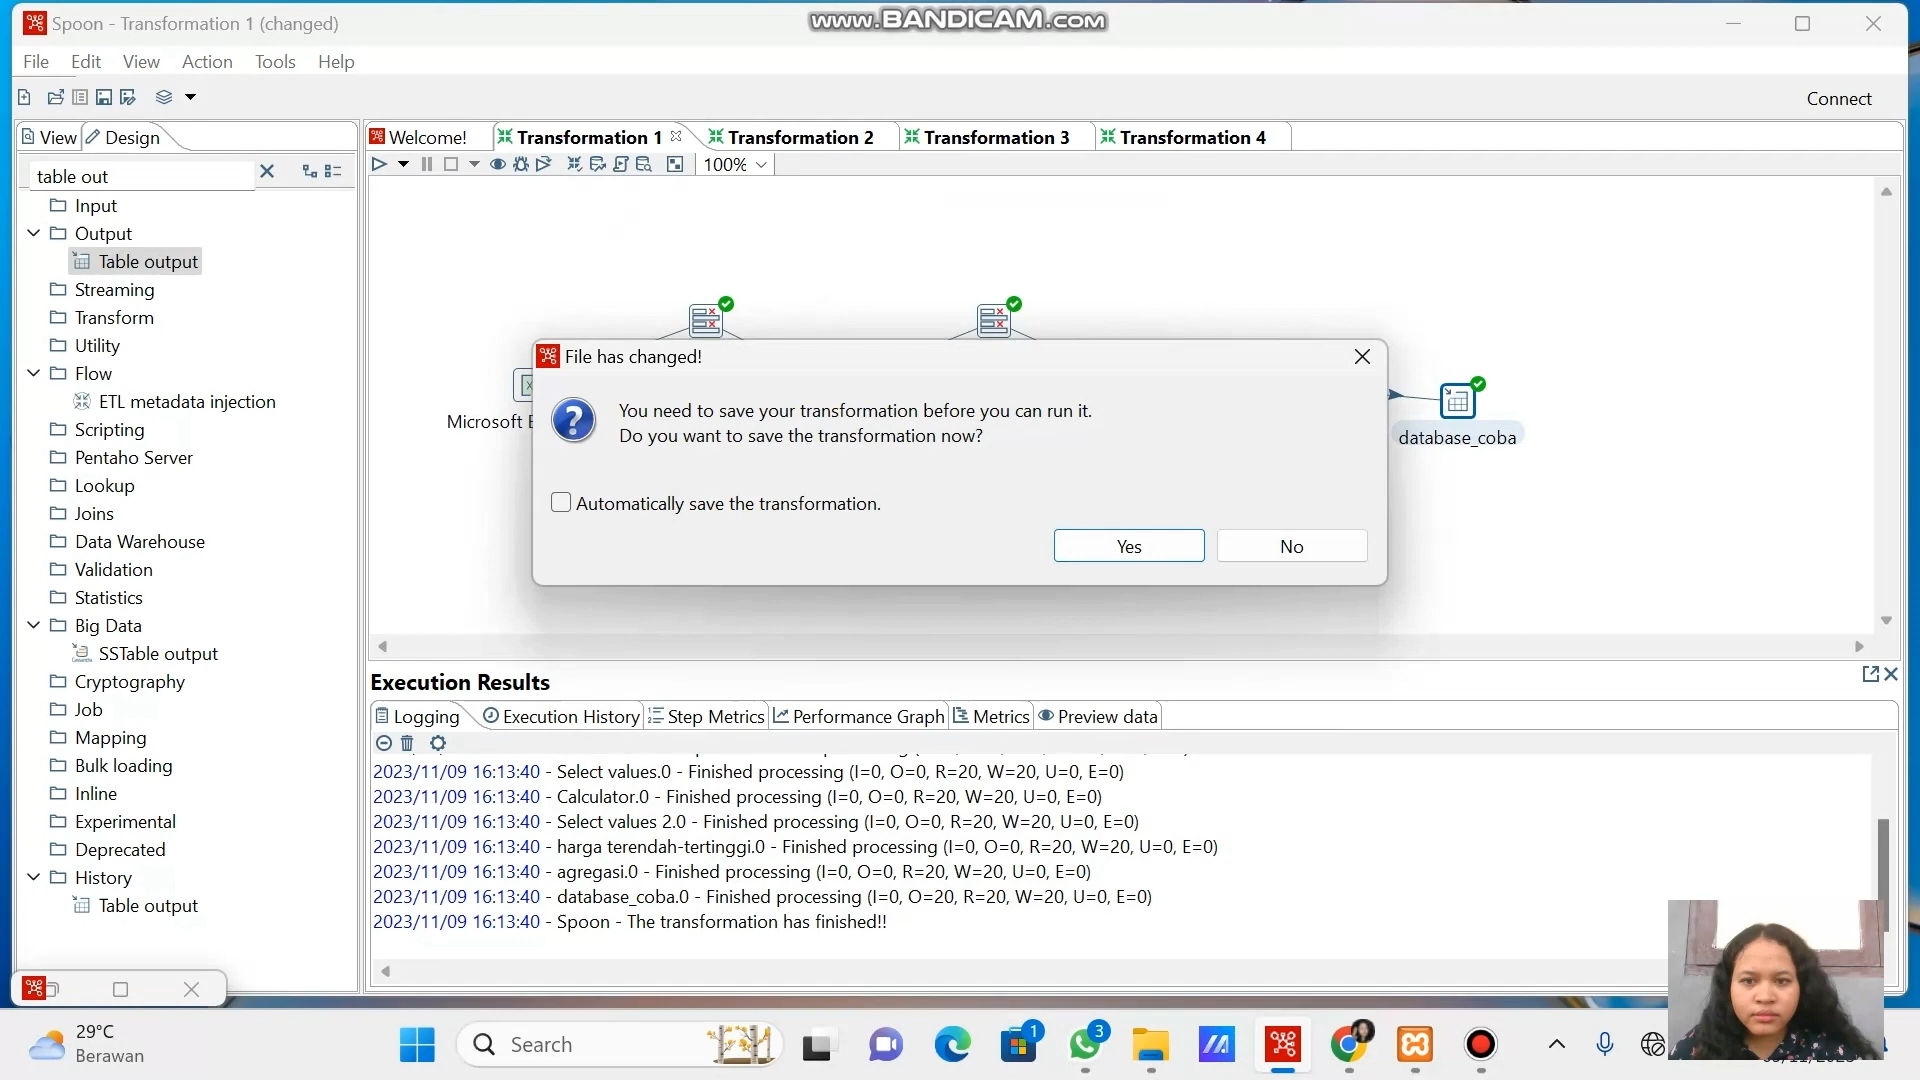 Spoon - Transformation 1 (changed)
www.BANDICAM.com
File Edit View Action Tools Help
Connect
View Design
Welcome! Transformation 1 Transformation 2 Transformation 3 Transformation 4
table out
100%
Input
Output
Table output
Streaming
Transform
Utility
Flow
ETL metadata injection
Scripting
Pentaho Server
Lookup
Joins
Data Warehouse
Validation
Statistics
Big Data
SSTable output
Cryptography
Job
Mapping
Bulk loading
Inline
Experimental
Deprecated
History
Table output
Microsoft
database_coba
File has changed!
You need to save your transformation before you can run it.
Do you want to save the transformation now?
Automatically save the transformation.
Yes No
Execution Results
Logging Execution History Step Metrics Performance Graph Metrics Preview data
2023/11/09 16:13:40 - Select values.0 - Finished processing (I=0, O=0, R=20, W=20, U=0, E=0)
2023/11/09 16:13:40 - Calculator.0 - Finished processing (I=0, O=0, R=20, W=20, U=0, E=0)
2023/11/09 16:13:40 - Select values 2.0 - Finished processing (I=0, O=0, R=20, W=20, U=0, E=0)
2023/11/09 16:13:40 - harga terendah-tertinggi.0 - Finished processing (I=0, O=0, R=20, W=20, U=0, E=0)
2023/11/09 16:13:40 - agregasi.0 - Finished processing (I=0, O=0, R=20, W=20, U=0, E=0)
2023/11/09 16:13:40 - database_coba.0 - Finished processing (I=0, O=20, R=20, W=20, U=0, E=0)
2023/11/09 16:13:40 - Spoon - The transformation has finished!!
29°C
Berawan
Search
1
3